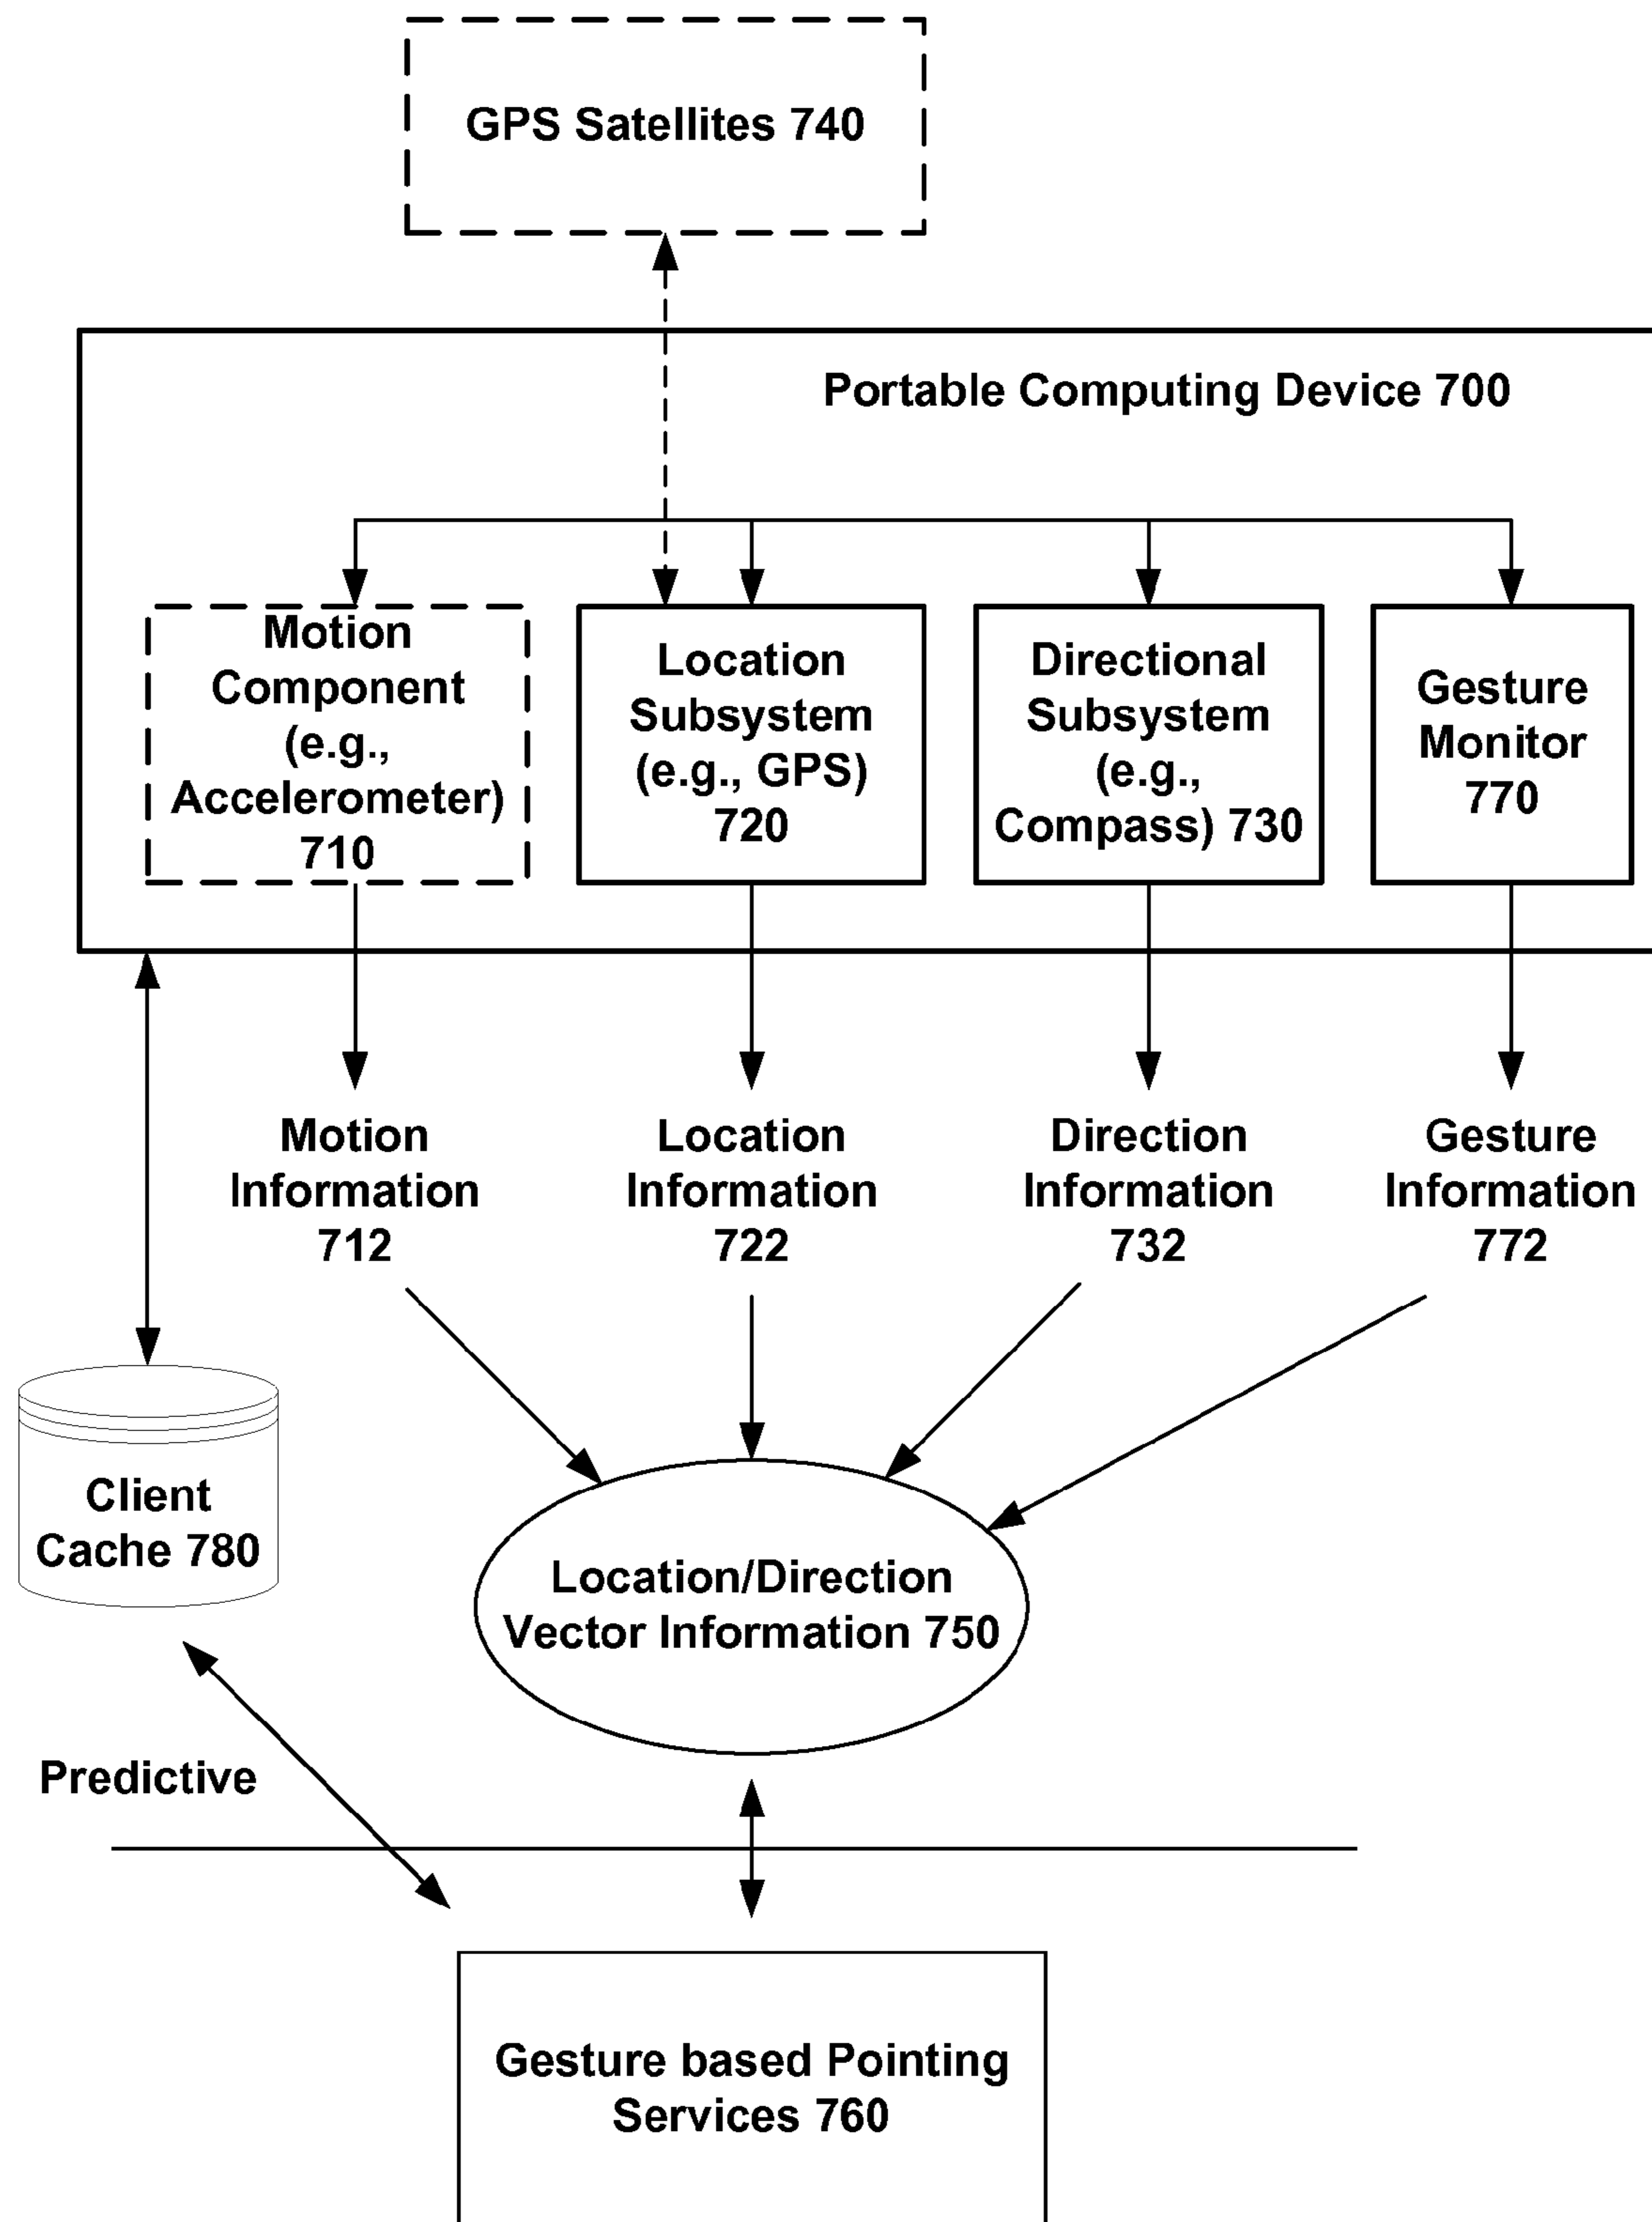 GPS Satellites 740
Portable Computing Device 700
Motion
Component
(e.g.,
Accelerometer)
710
Location
Subsystem
(e.g., GPS)
720
Directional
Subsystem
(e.g.,
Compass) 730
Gesture
Monitor
770
Motion
Information
712
Location
Information
722
Direction
Information
732
Gesture
Information
772
Client
Cache 780
Location/Direction
Vector Information 750
Predictive
Gesture based Pointing
Services 760